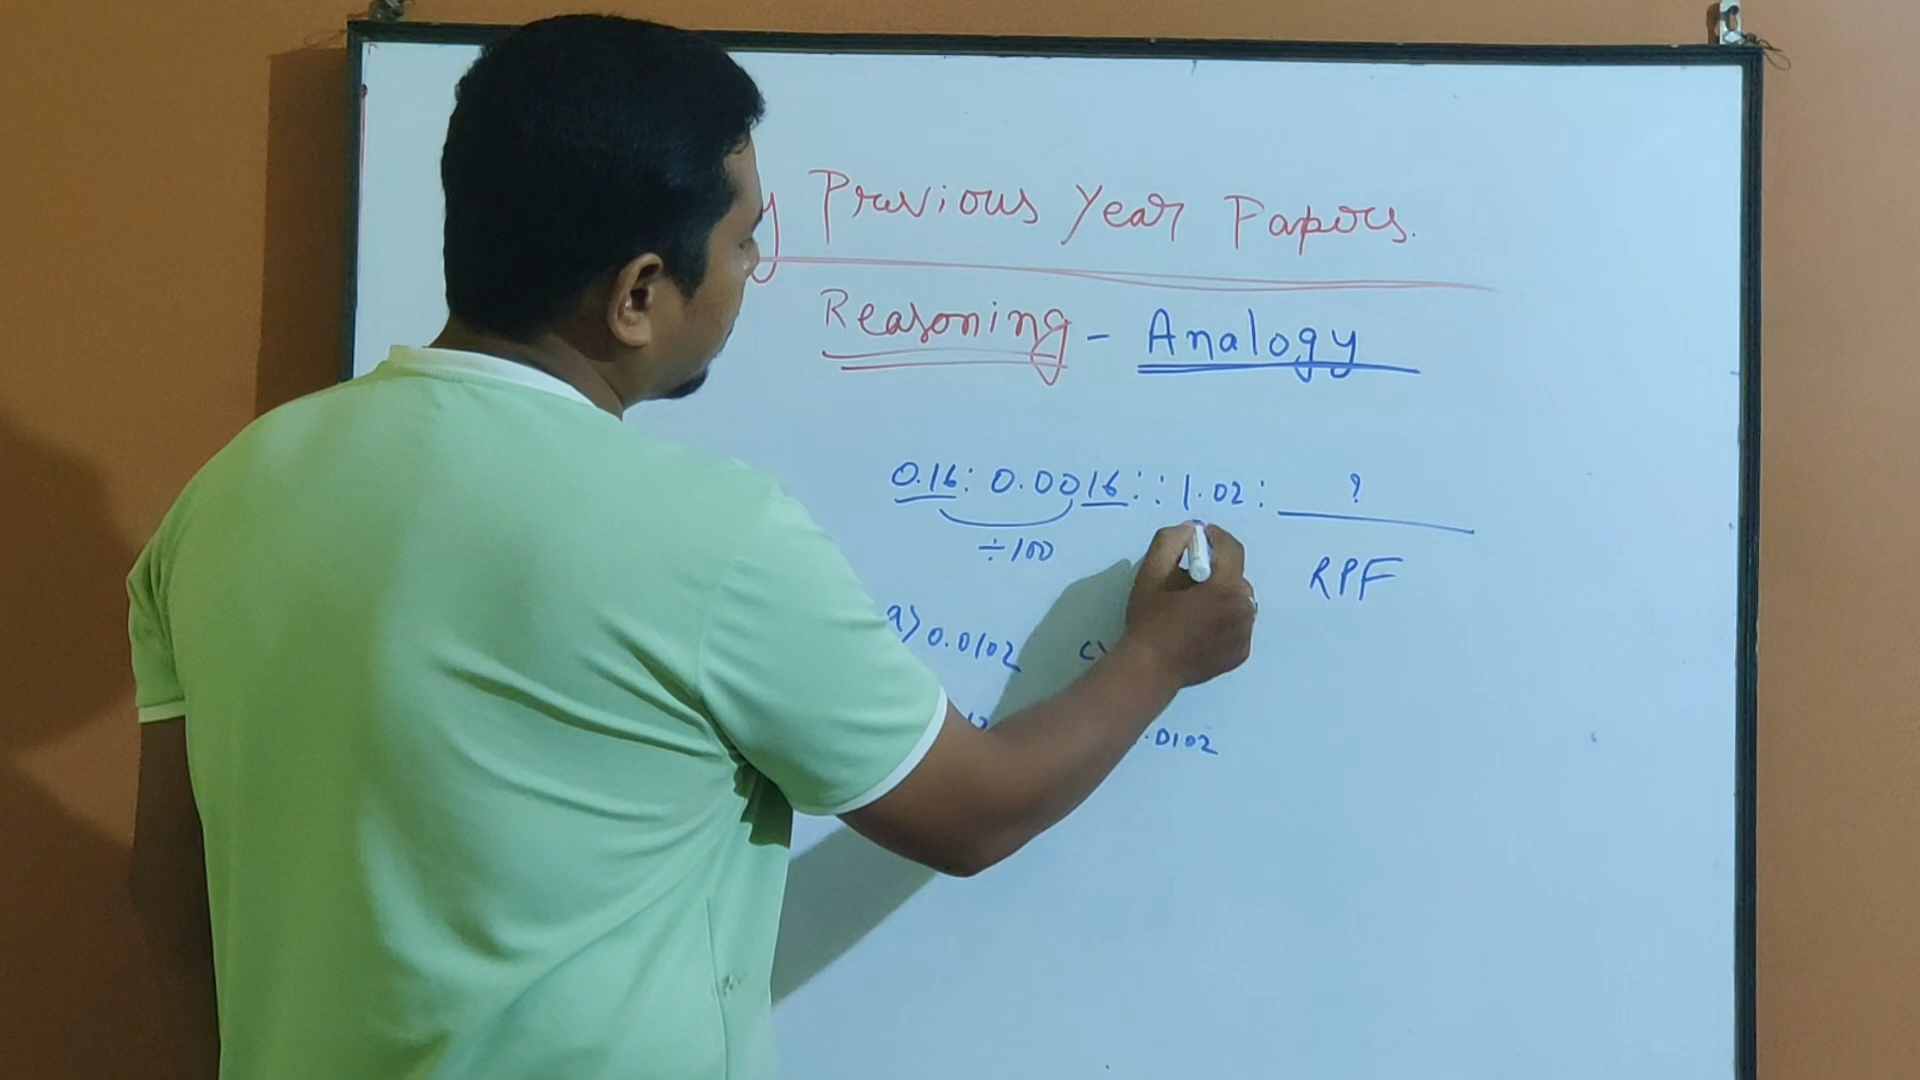 y Previous Year Papers.
Reasoning - Analogy
0.16 : 0.0016 :: 1.02 : ?
÷100
RPF
a) 0.0102 c)
.0102